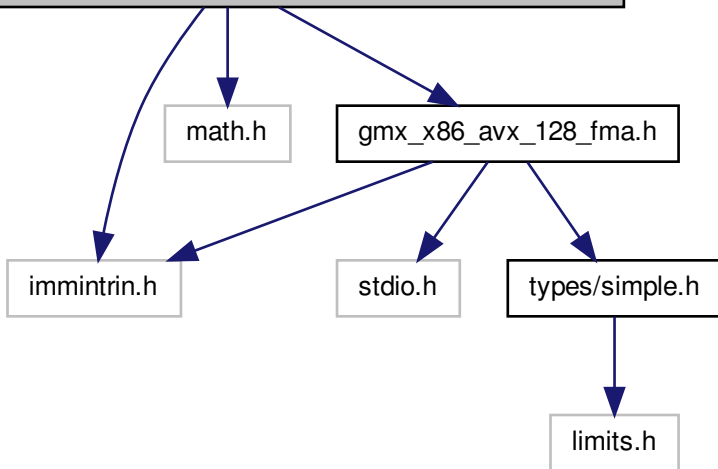 math.h
gmx_x86_avx_128_fma.h
immintrin.h
stdio.h
types/simple.h
limits.h